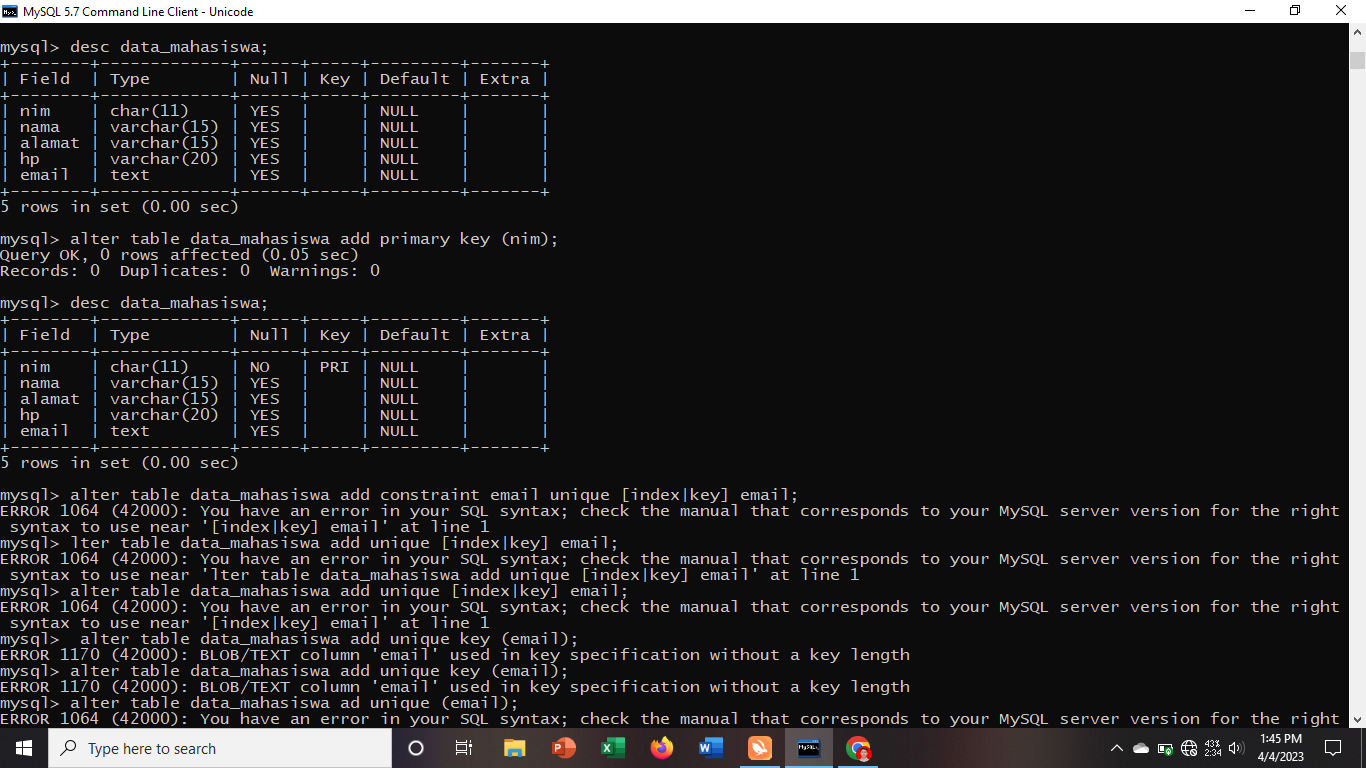 MySQL 5.7 Command Line Client - Unicode
mysql> desc data_mahasiswa;
+--------+-------------+------+-----+---------+-------+
| Field  | Type        | Null | Key | Default | Extra |
+--------+-------------+------+-----+---------+-------+
| nim    | char(11)    | YES  |     | NULL    |       |
| nama   | varchar(15) | YES  |     | NULL    |       |
| alamat | varchar(15) | YES  |     | NULL    |       |
| hp     | varchar(20) | YES  |     | NULL    |       |
| email  | text        | YES  |     | NULL    |       |
+--------+-------------+------+-----+---------+-------+
5 rows in set (0.00 sec)
mysql> alter table data_mahasiswa add primary key (nim);
Query OK, 0 rows affected (0.05 sec)
Records: 0  Duplicates: 0  Warnings: 0
mysql> desc data_mahasiswa;
+--------+-------------+------+-----+---------+-------+
| Field  | Type        | Null | Key | Default | Extra |
+--------+-------------+------+-----+---------+-------+
| nim    | char(11)    | NO   | PRI | NULL    |       |
| nama   | varchar(15) | YES  |     | NULL    |       |
| alamat | varchar(15) | YES  |     | NULL    |       |
| hp     | varchar(20) | YES  |     | NULL    |       |
| email  | text        | YES  |     | NULL    |       |
+--------+-------------+------+-----+---------+-------+
5 rows in set (0.00 sec)
mysql> alter table data_mahasiswa add constraint email unique [index|key] email;
ERROR 1064 (42000): You have an error in your SQL syntax; check the manual that corresponds to your MySQL server version for the right
 syntax to use near '[index|key] email' at line 1
mysql> lter table data_mahasiswa add unique [index|key] email;
ERROR 1064 (42000): You have an error in your SQL syntax; check the manual that corresponds to your MySQL server version for the right
 syntax to use near 'lter table data_mahasiswa add unique [index|key] email' at line 1
mysql> alter table data_mahasiswa add unique [index|key] email;
ERROR 1064 (42000): You have an error in your SQL syntax; check the manual that corresponds to your MySQL server version for the right
 syntax to use near '[index|key] email' at line 1
mysql>  alter table data_mahasiswa add unique key (email);
ERROR 1170 (42000): BLOB/TEXT column 'email' used in key specification without a key length
mysql> alter table data_mahasiswa add unique key (email);
ERROR 1170 (42000): BLOB/TEXT column 'email' used in key specification without a key length
mysql> alter table data_mahasiswa ad unique (email);
ERROR 1064 (42000): You have an error in your SQL syntax; check the manual that corresponds to your MySQL server version for the right
Type here to search
43%
2:34
1:45 PM
4/4/2023